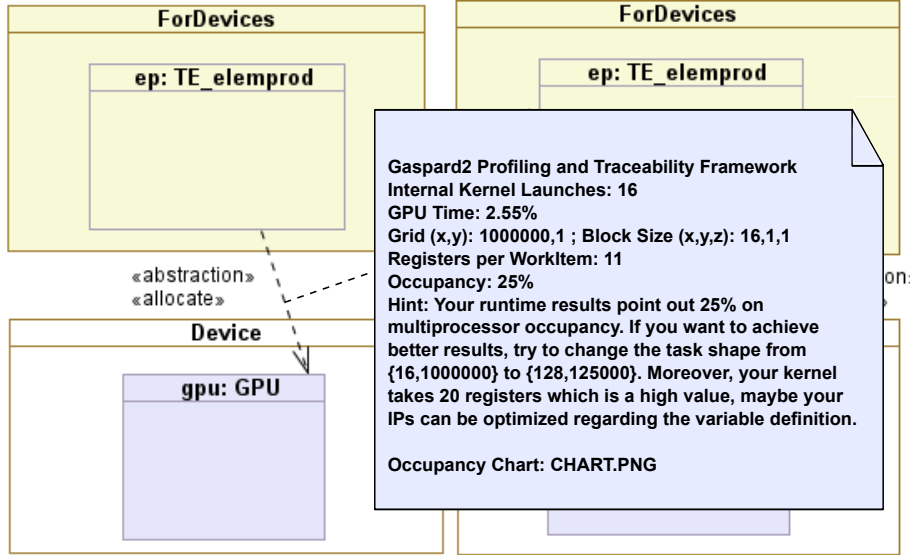 ForDevices
ForDevices
ep: TE_elemprod
ep: TE_elemprod
Gaspard2 Profiling and Traceability Framework
Internal Kernel Launches: 16
GPU Time: 2.55%
Grid (x,y): 1000000,1 ; Block Size (x,y,z): 16,1,1
Registers per WorkItem: 11
Occupancy: 25%
Hint: Your runtime results point out 25% on
multiprocessor occupancy. If you want to achieve
better results, try to change the task shape from
{16,1000000} to {128,125000}. Moreover, your kernel
takes 20 registers which is a high value, maybe your
IPs can be optimized regarding the variable definition.
Occupancy Chart: CHART.PNG
«abstraction»
«allocate»
Device
gpu: GPU